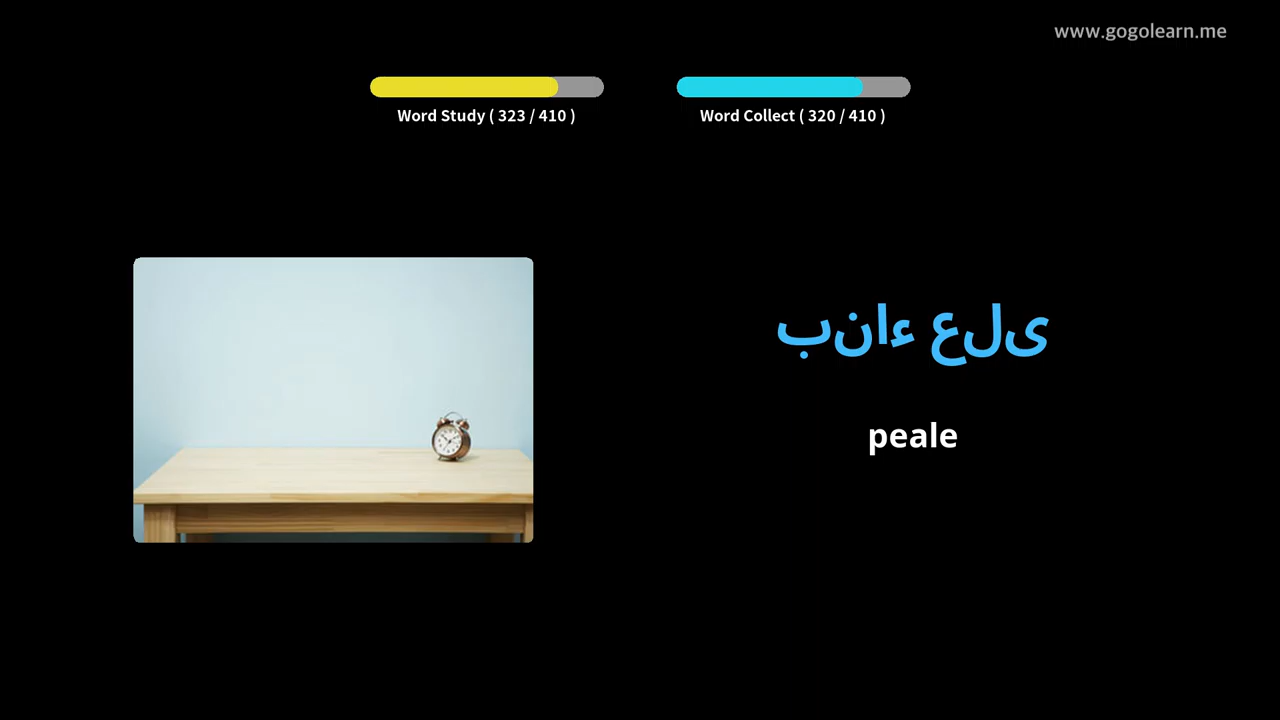 www.gogolearn.me
Word Study ( 323 / 410 )
Word Collect ( 320 / 410 )
بناء على
peale